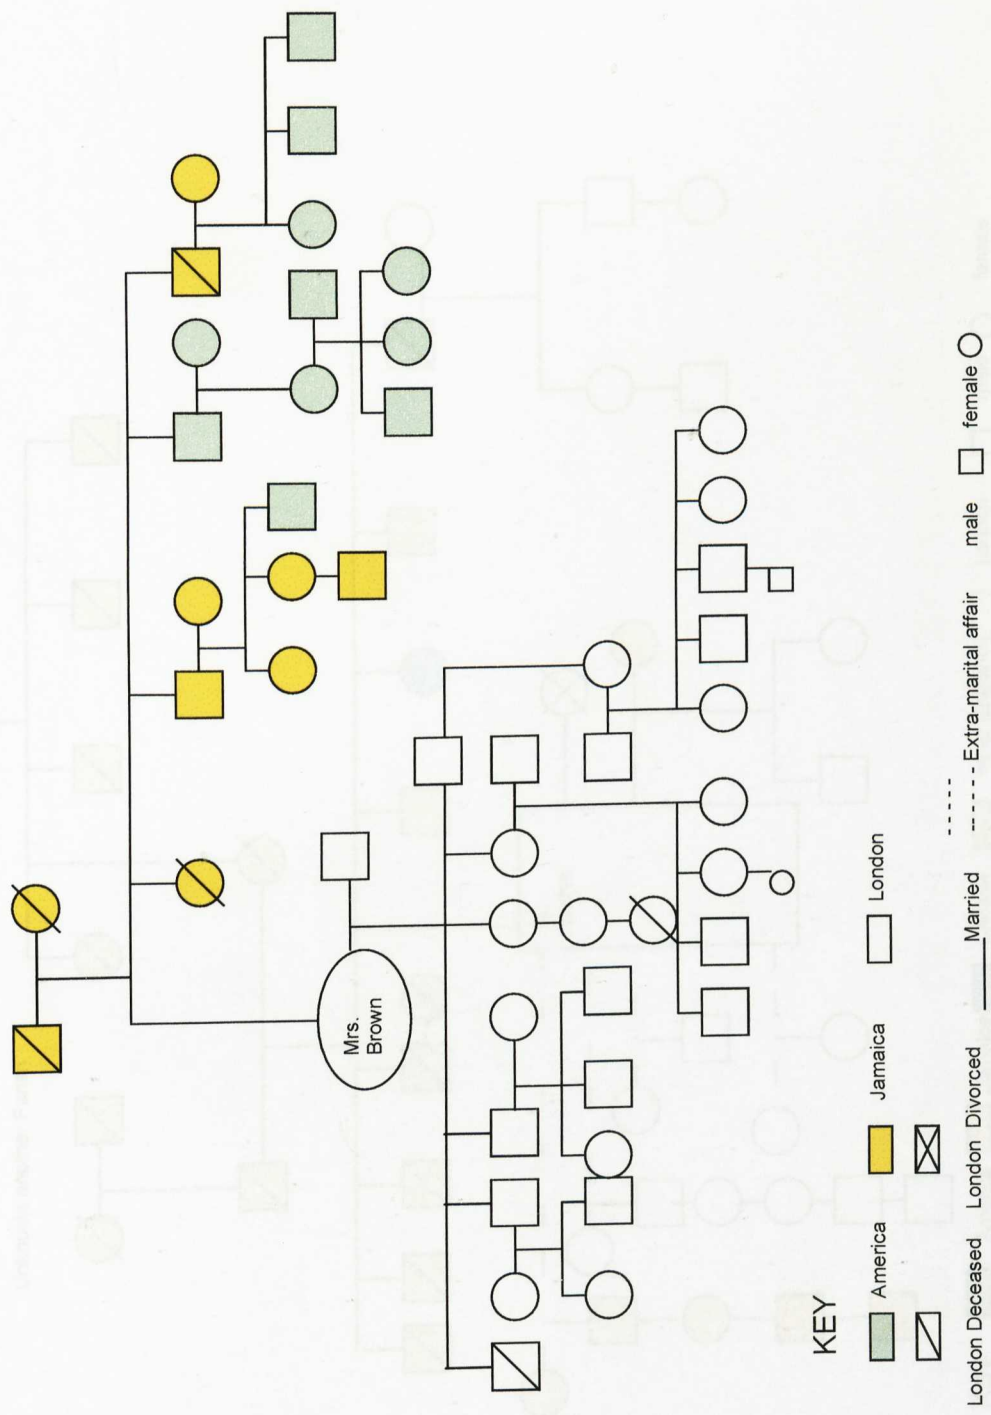 Mrs.
Brown
KEY
America
Jamaica
London
London Deceased
London Divorced
Married
Extra-marital affair
male
female